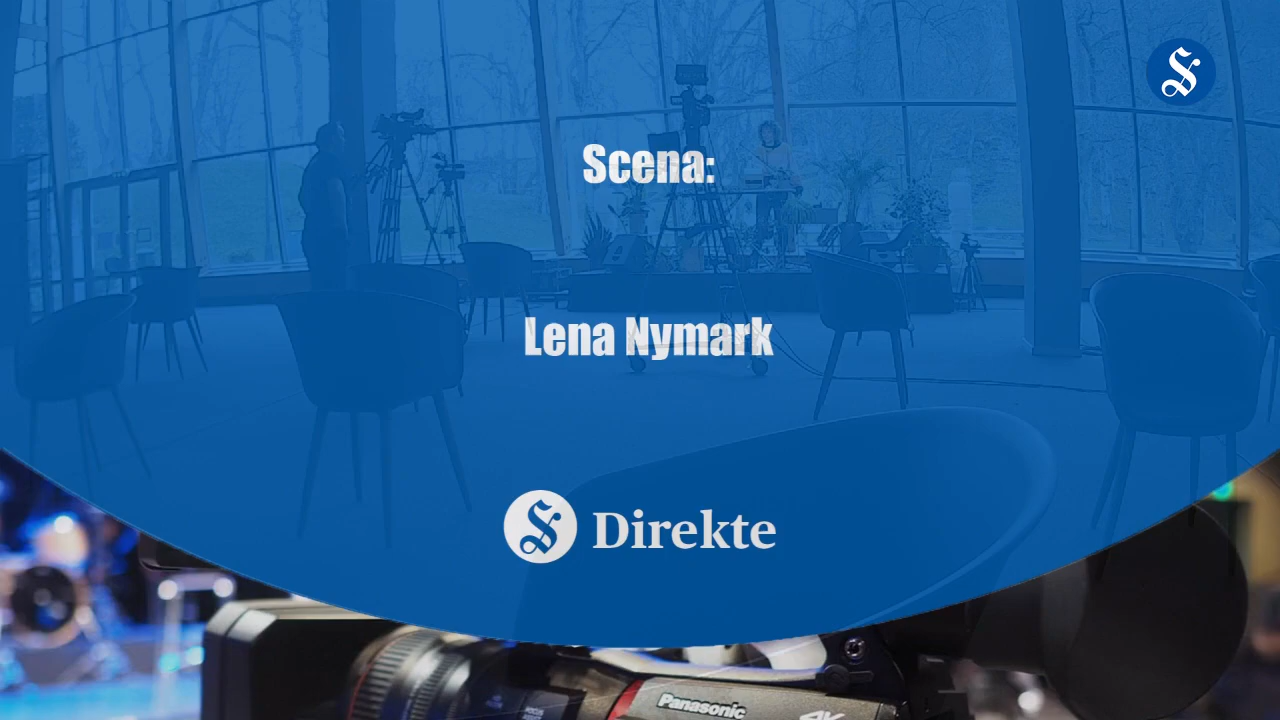 S
Scena:
Lena Nymark
S Direkte
Panasonic
4K